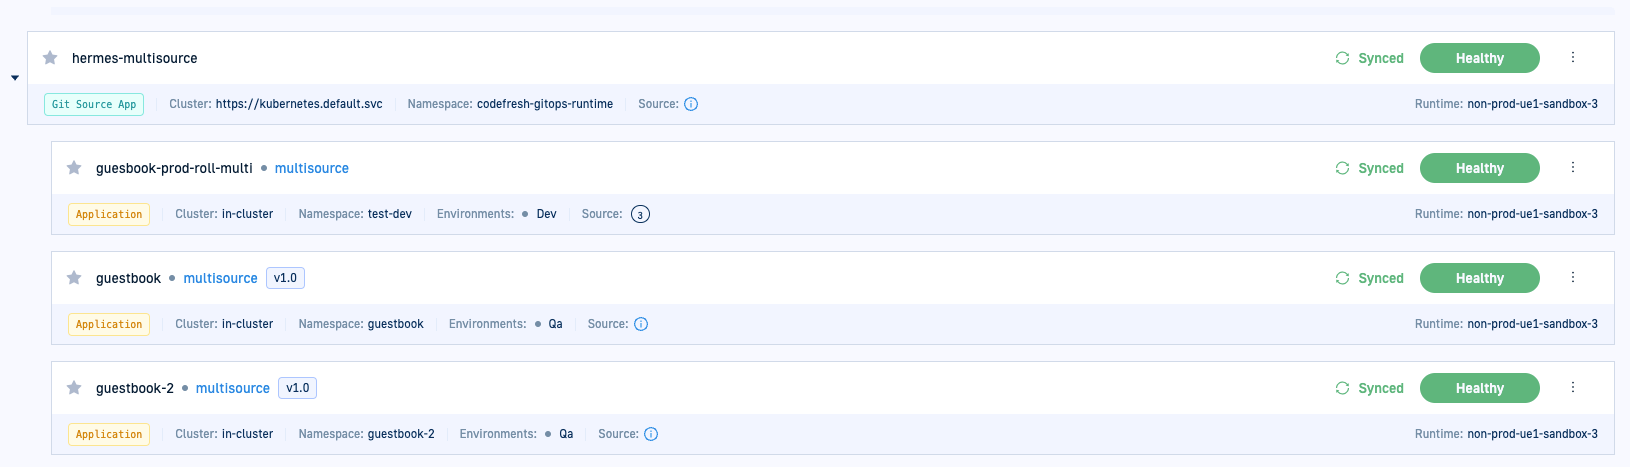 hermes-multisource Synced Healthy
Git Source App Cluster: https://kubernetes.default.svc Namespace: codefresh-gitops-runtime Source: Runtime: non-prod-ue1-sandbox-3
guesbook-prod-roll-multi • multisource Synced Healthy
Application Cluster: in-cluster Namespace: test-dev Environments: • Dev Source: 3 Runtime: non-prod-ue1-sandbox-3
guestbook • multisource v1.0 Synced Healthy
Application Cluster: in-cluster Namespace: guestbook Environments: • Qa Source: Runtime: non-prod-ue1-sandbox-3
guestbook-2 • multisource v1.0 Synced Healthy
Application Cluster: in-cluster Namespace: guestbook-2 Environments: • Qa Source: Runtime: non-prod-ue1-sandbox-3